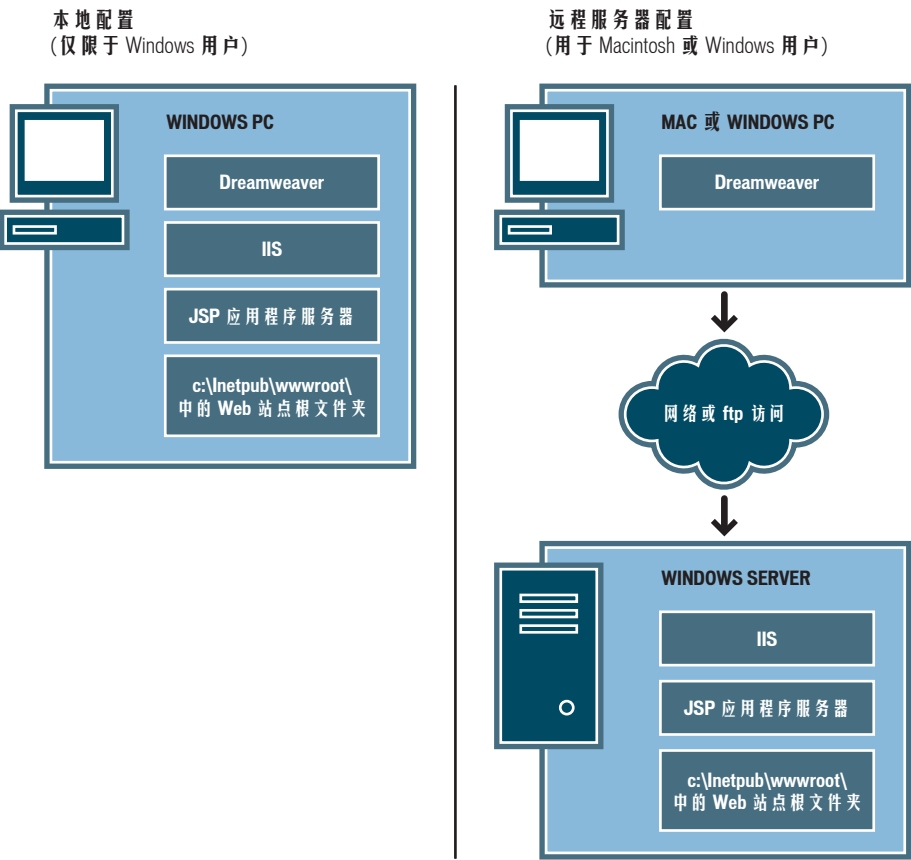 本地配置
(仅限于 Windows 用户)
WINDOWS PC
Dreamweaver
IIS
JSP 应用程序服务器
c:\Inetpub\wwwroot\
中的 Web 站点根文件夹
远程服务器配置
(用于 Macintosh 或 Windows 用户)
MAC 或 WINDOWS PC
Dreamweaver
网络或 ftp 访问
WINDOWS SERVER
IIS
JSP 应用程序服务器
c:\Inetpub\wwwroot\
中的 Web 站点根文件夹